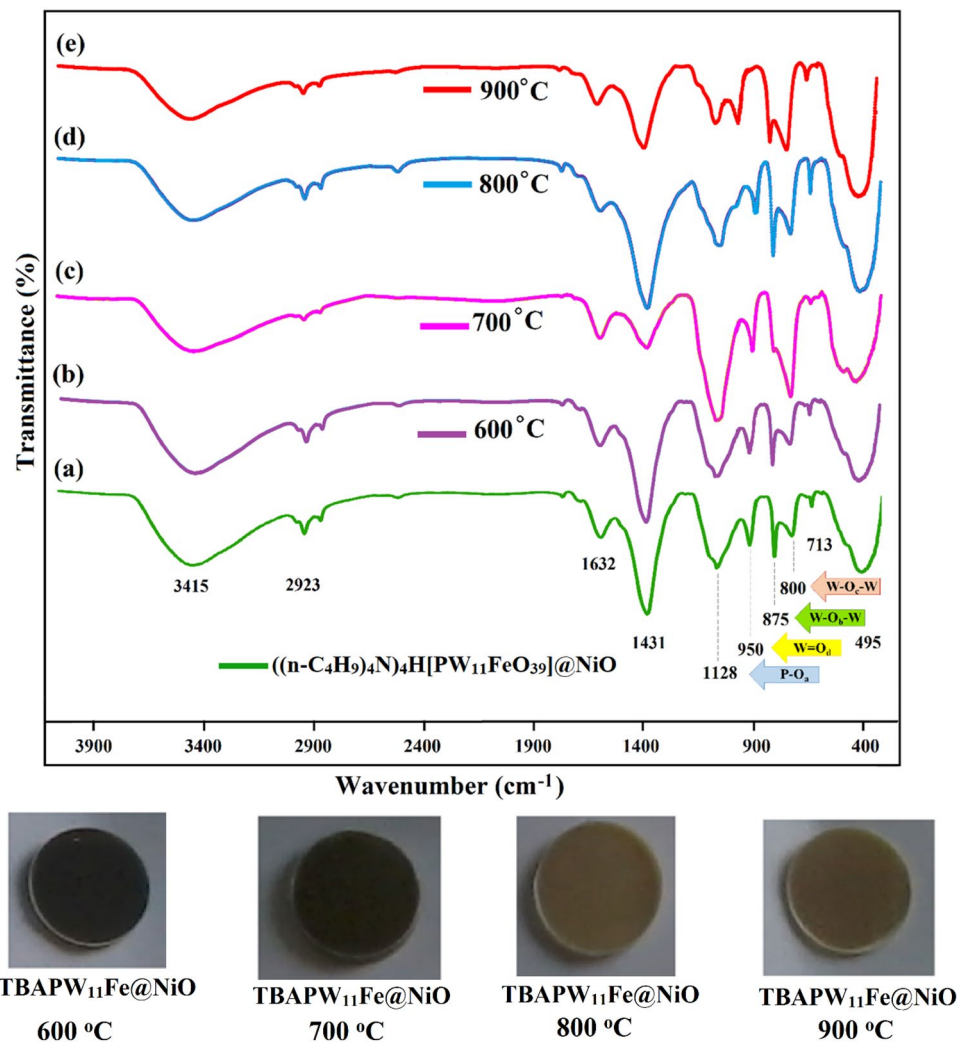 (e)
900°C
(d)
800°C
(c)
700°C
(b)
600°C
(a)
Transmittance (%)
3415
2923
1632
1431
1128
950
875
800
713
495
W-Oc-W
W-Ob-W
W=Od
P-Oa
((n-C4H9)4N)4H[PW11FeO39]@NiO
3900 3400 2900 2400 1900 1400 900 400
Wavenumber (cm-1)
TBAPW11Fe@NiO
600 oC
TBAPW11Fe@NiO
700 oC
TBAPW11Fe@NiO
800 oC
TBAPW11Fe@NiO
900 oC